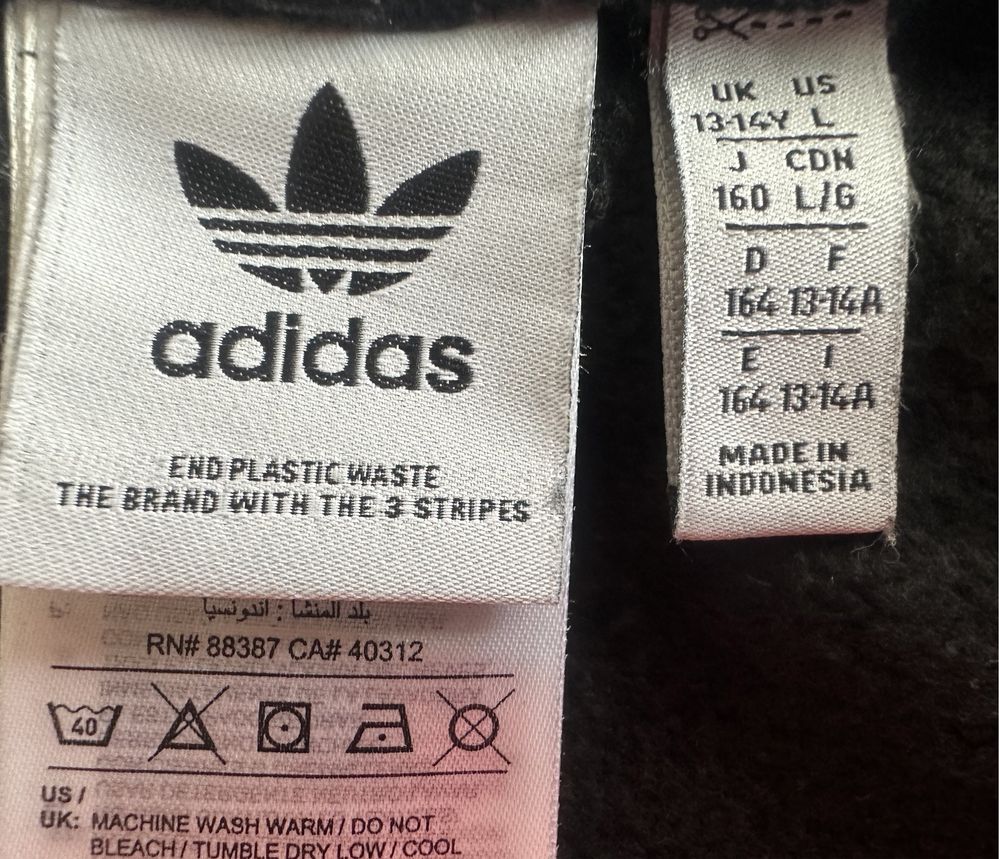 adidas
END PLASTIC WASTE
THE BRAND WITH THE 3 STRIPES
بلد المنشأ : اندونسيا
RN# 88387 CA# 40312
40
US /
UK: MACHINE WASH WARM / DO NOT
BLEACH / TUMBLE DRY LOW / COOL
UK US
13-14Y L
J CDN
160 L/G
D F
164 13-14A
E I
164 13-14A
MADE IN
INDONESIA